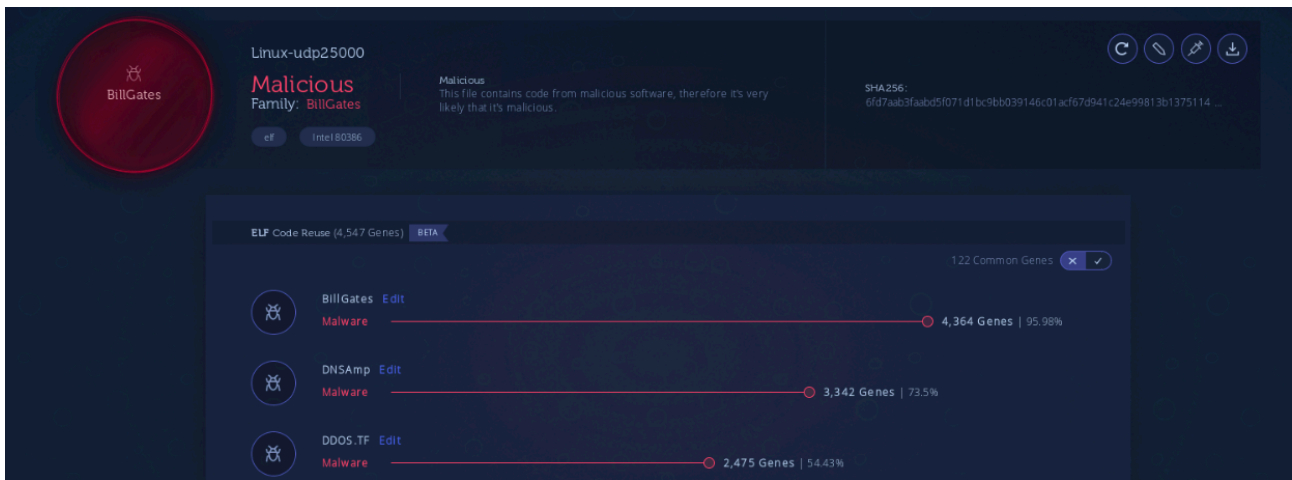 BillGates
Linux-udp25000
Malicious
Family: BillGates
elf
Intel 80386
Malicious
This file contains code from malicious software, therefore it's very
likely that it's malicious.
SHA256:
6fd7aab3faabd5f071d1bc9bb039146c01acf67d941c24e99813b1375114 ...
ELF Code Reuse (4,547 Genes) BETA
122 Common Genes
BillGates Edit
Malware 4,364 Genes | 95.98%
DNSAmp Edit
Malware 3,342 Genes | 73.5%
DDOS.TF Edit
Malware 2,475 Genes | 54.43%